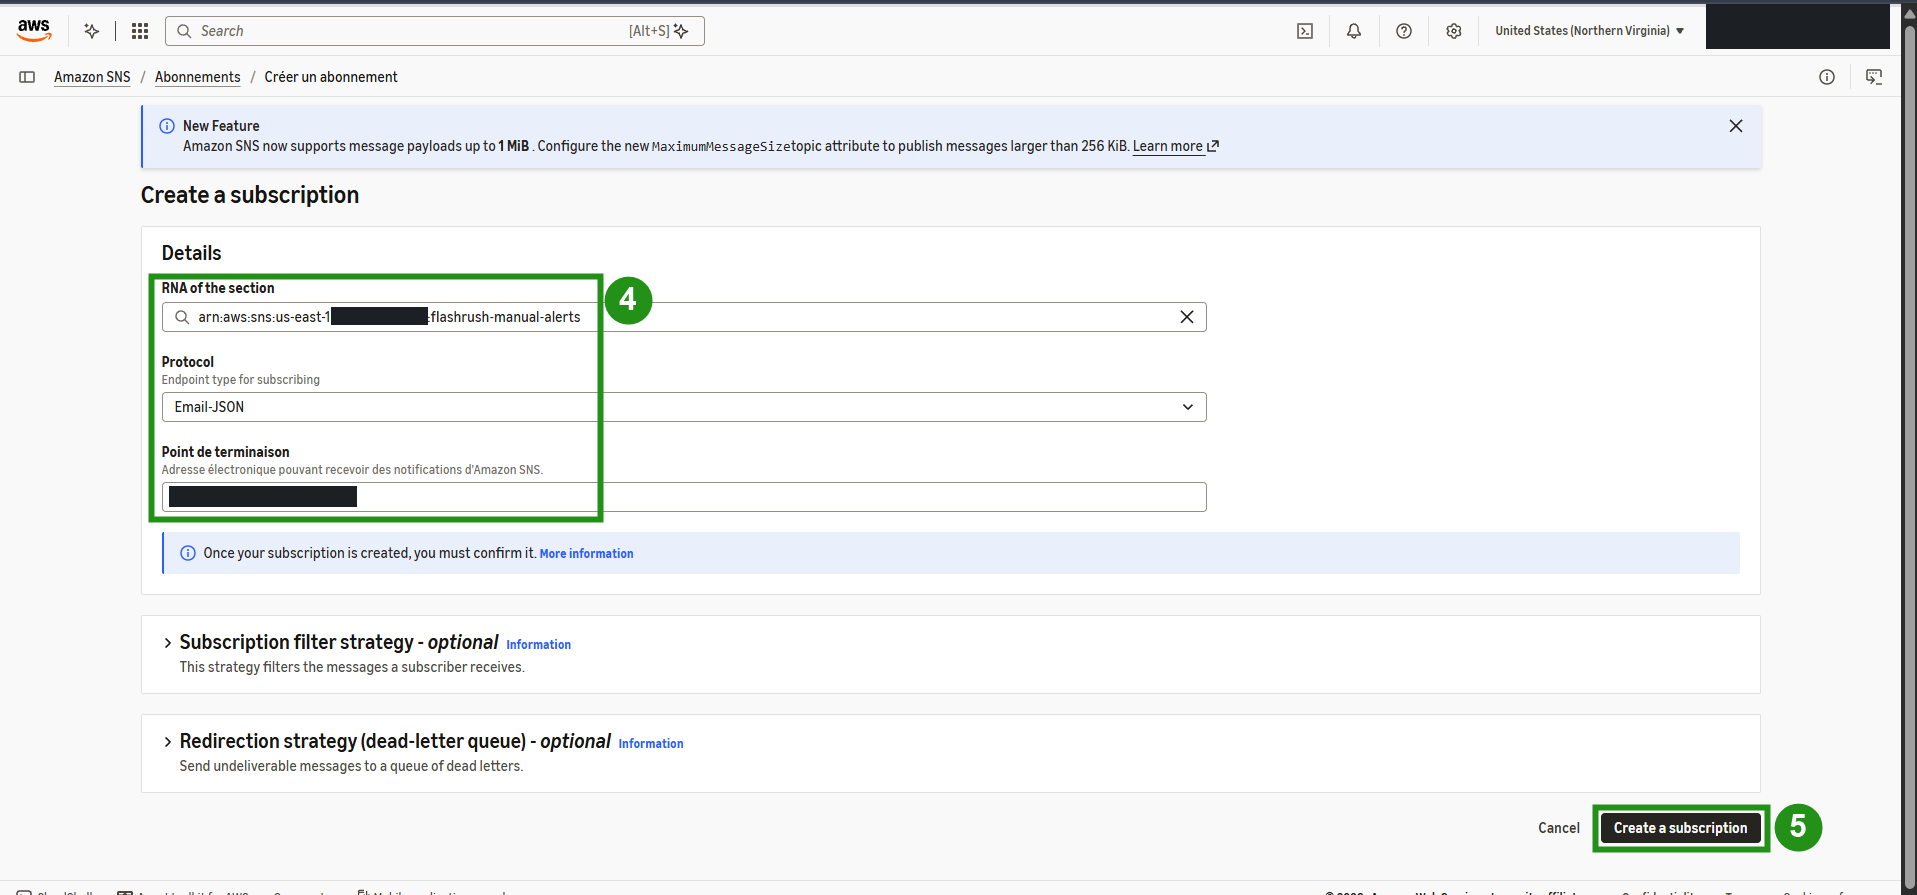 aws
Search [Alt+S]
United States (Northern Virginia)
Amazon SNS / Abonnements / Créer un abonnement
New Feature
Amazon SNS now supports message payloads up to 1 MiB . Configure the new MaximumMessageSizetopic attribute to publish messages larger than 256 KiB. Learn more
Create a subscription
Details
RNA of the section
4
arn:aws:sns:us-east-1 :flashrush-manual-alerts
Protocol
Endpoint type for subscribing
Email-JSON
Point de terminaison
Adresse électronique pouvant recevoir des notifications d'Amazon SNS.
Once your subscription is created, you must confirm it. More information
Subscription filter strategy - optional Information
This strategy filters the messages a subscriber receives.
Redirection strategy (dead-letter queue) - optional Information
Send undeliverable messages to a queue of dead letters.
Cancel Create a subscription 5